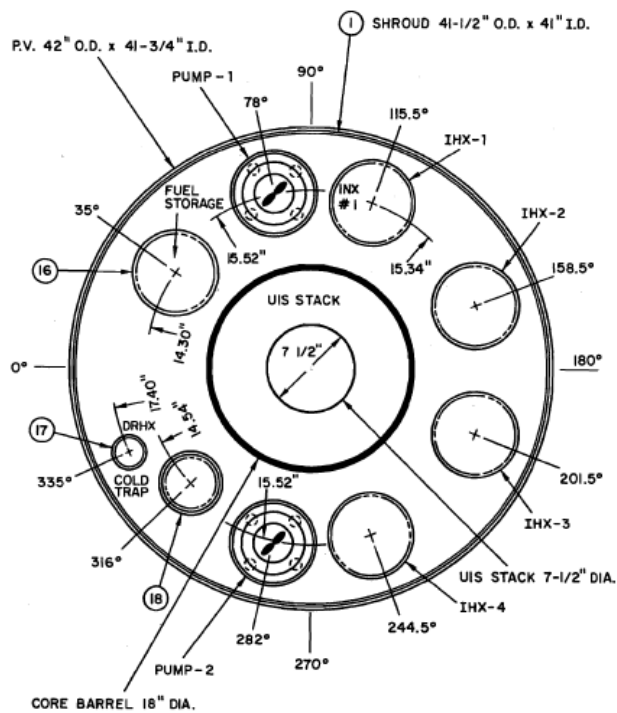 1 SHROUD 41-1/2" O.D. x 41" I.D.
P.V. 42" O.D. x 41-3/4" I.D.
90°
PUMP-1
78°
115.5°
IHX-1
FUEL
STORAGE
INX
#1
35°
IHX-2
15.52"
15.34"
16
158.5°
UIS STACK
14.30"
7 1/2"
0°
180°
17.40"
14.54"
17
DRHX
335°
COLD
TRAP
201.5°
15.52"
IHX-3
316°
18
UIS STACK 7-1/2" DIA.
IHX-4
282°
244.5°
PUMP-2
270°
CORE BARREL 18" DIA.